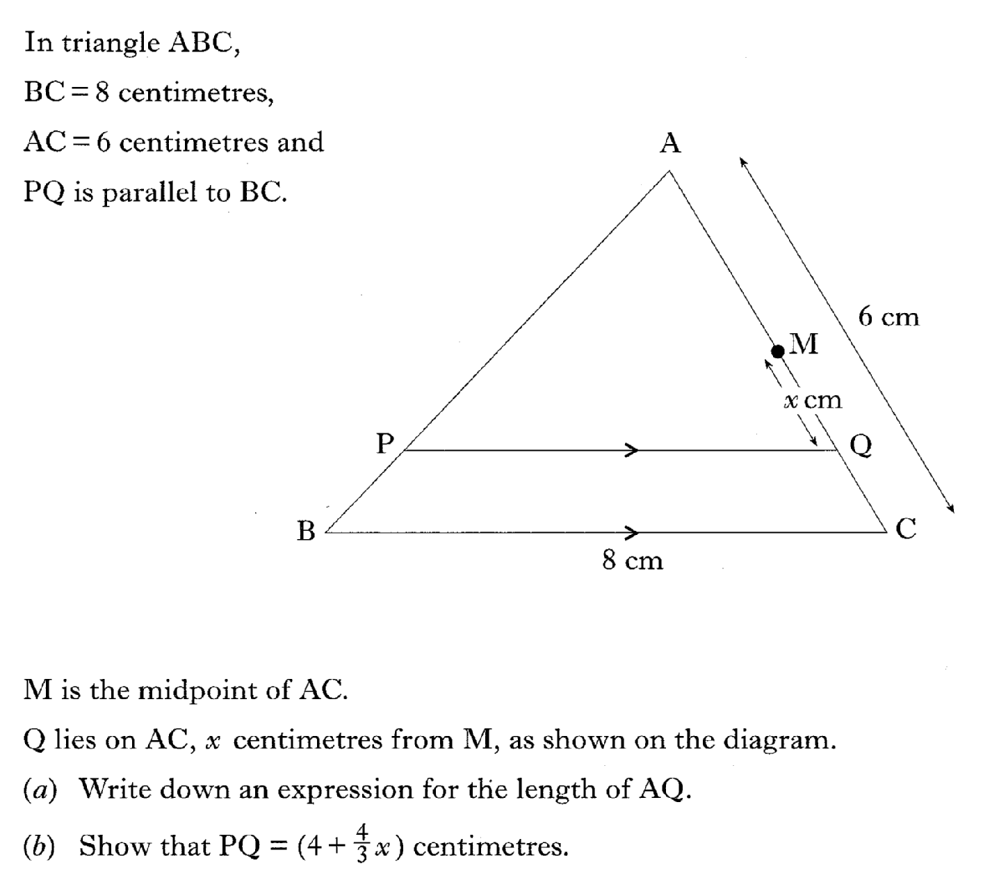 In triangle ABC,
BC = 8 centimetres,
AC = 6 centimetres and
PQ is parallel to BC.
A
6 cm
M
x cm
P
Q
B
C
8 cm
M is the midpoint of AC.
Q lies on AC, x centimetres from M, as shown on the diagram.
(a) Write down an expression for the length of AQ.
(b) Show that PQ = (4 + 4/3 x) centimetres.